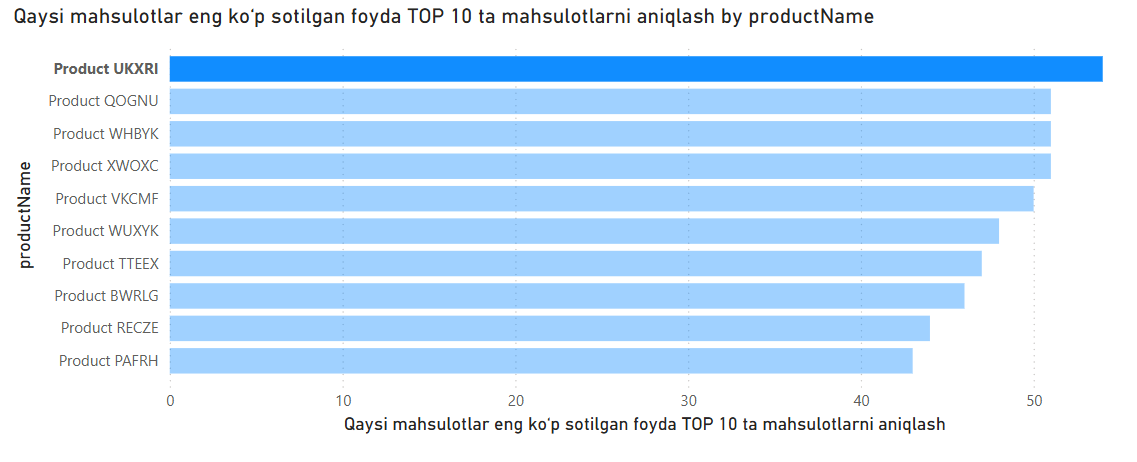 Qaysi mahsulotlar eng ko‘p sotilgan foyda TOP 10 ta mahsulotlarni aniqlash by productName
Product UKXRI
Product QOGNU
Product WHBYK
Product XWOXC
Product VKCMF
Product WUXYK
Product TTEEX
Product BWRLG
Product RECZE
Product PAFRH
productName
0 10 20 30 40 50
Qaysi mahsulotlar eng ko‘p sotilgan foyda TOP 10 ta mahsulotlarni aniqlash